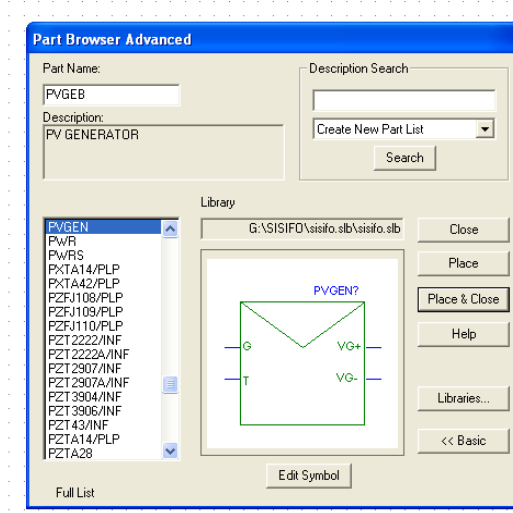 Part Browser Advanced
Part Name:
PVGEB
Description:
PV GENERATOR
Description Search
Create New Part List
Search
Library
G:\SISIFO\sisifo.slb\sisifo.slb
PVGEN
PWR
PWRS
PXTA14/PLP
PXTA42/PLP
PZFJ108/PLP
PZFJ109/PLP
PZFJ110/PLP
PZT2222/INF
PZT2222A/INF
PZT2907/INF
PZT2907A/INF
PZT3904/INF
PZT3906/INF
PZT43/INF
PZTA14/PLP
PZTA28
Full List
PVGEN?
G
VG+
T
VG-
Edit Symbol
Close
Place
Place & Close
Help
Libraries...
<< Basic